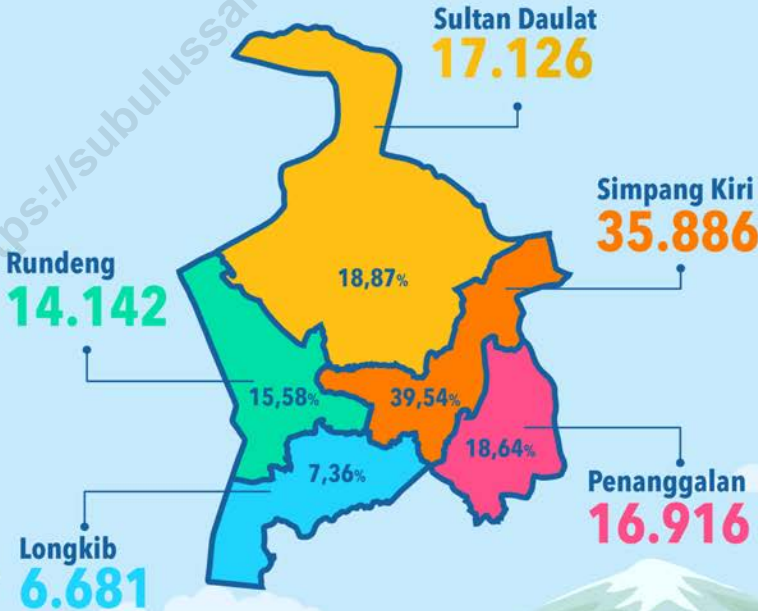 Sultan Daulat
17.126
Simpang Kiri
35.886
Rundeng
14.142
18,87%
15,58%
39,54%
18,64%
7,36%
Penanggalan
16.916
Longkib
6.681